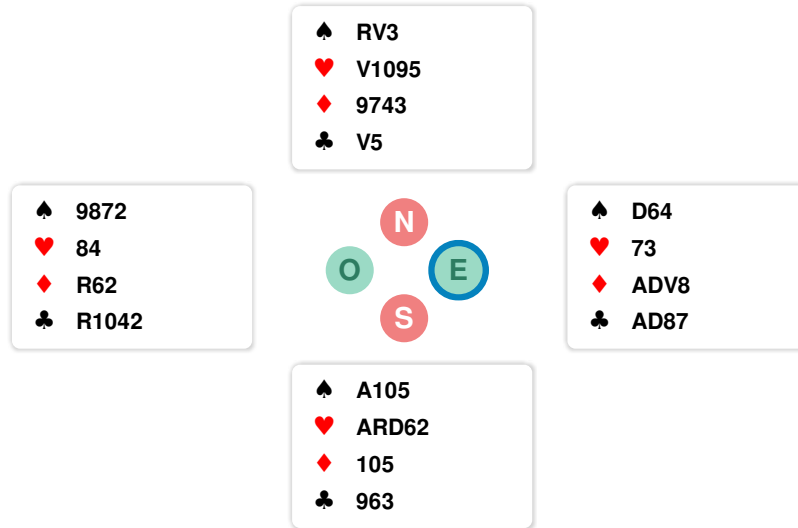 ♠ RV3
♥ V1095
♦ 9743
♣ V5
♠ 9872
♥ 84
♦ R62
♣ R1042
N
O
E
S
♠ D64
♥ 73
♦ ADV8
♣ AD87
♠ A105
♥ ARD62
♦ 105
♣ 963